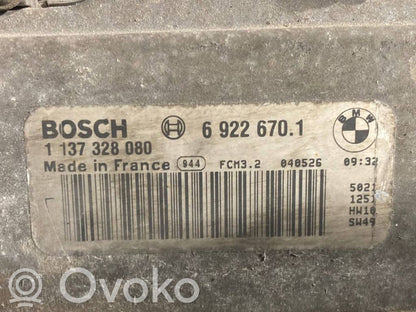 BOSCH 6 922 670.1 BMW
1 137 328 080
Made in France 944 FCM3.2 040526 09:32
5021
1251
HW10
SW49
OVOKO